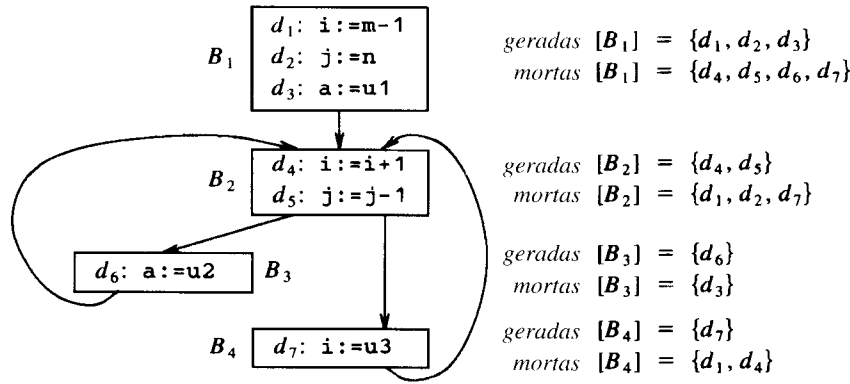 d₁: i:=m-1
B₁ d₂: j:=n
d₃: a:=u1
geradas [B₁] = {d₁, d₂, d₃}
mortas [B₁] = {d₄, d₅, d₆, d₇}
d₄: i:=i+1
B₂ d₅: j:=j-1
geradas [B₂] = {d₄, d₅}
mortas [B₂] = {d₁, d₂, d₇}
d₆: a:=u2 B₃
geradas [B₃] = {d₆}
mortas [B₃] = {d₃}
B₄ d₇: i:=u3
geradas [B₄] = {d₇}
mortas [B₄] = {d₁, d₄}